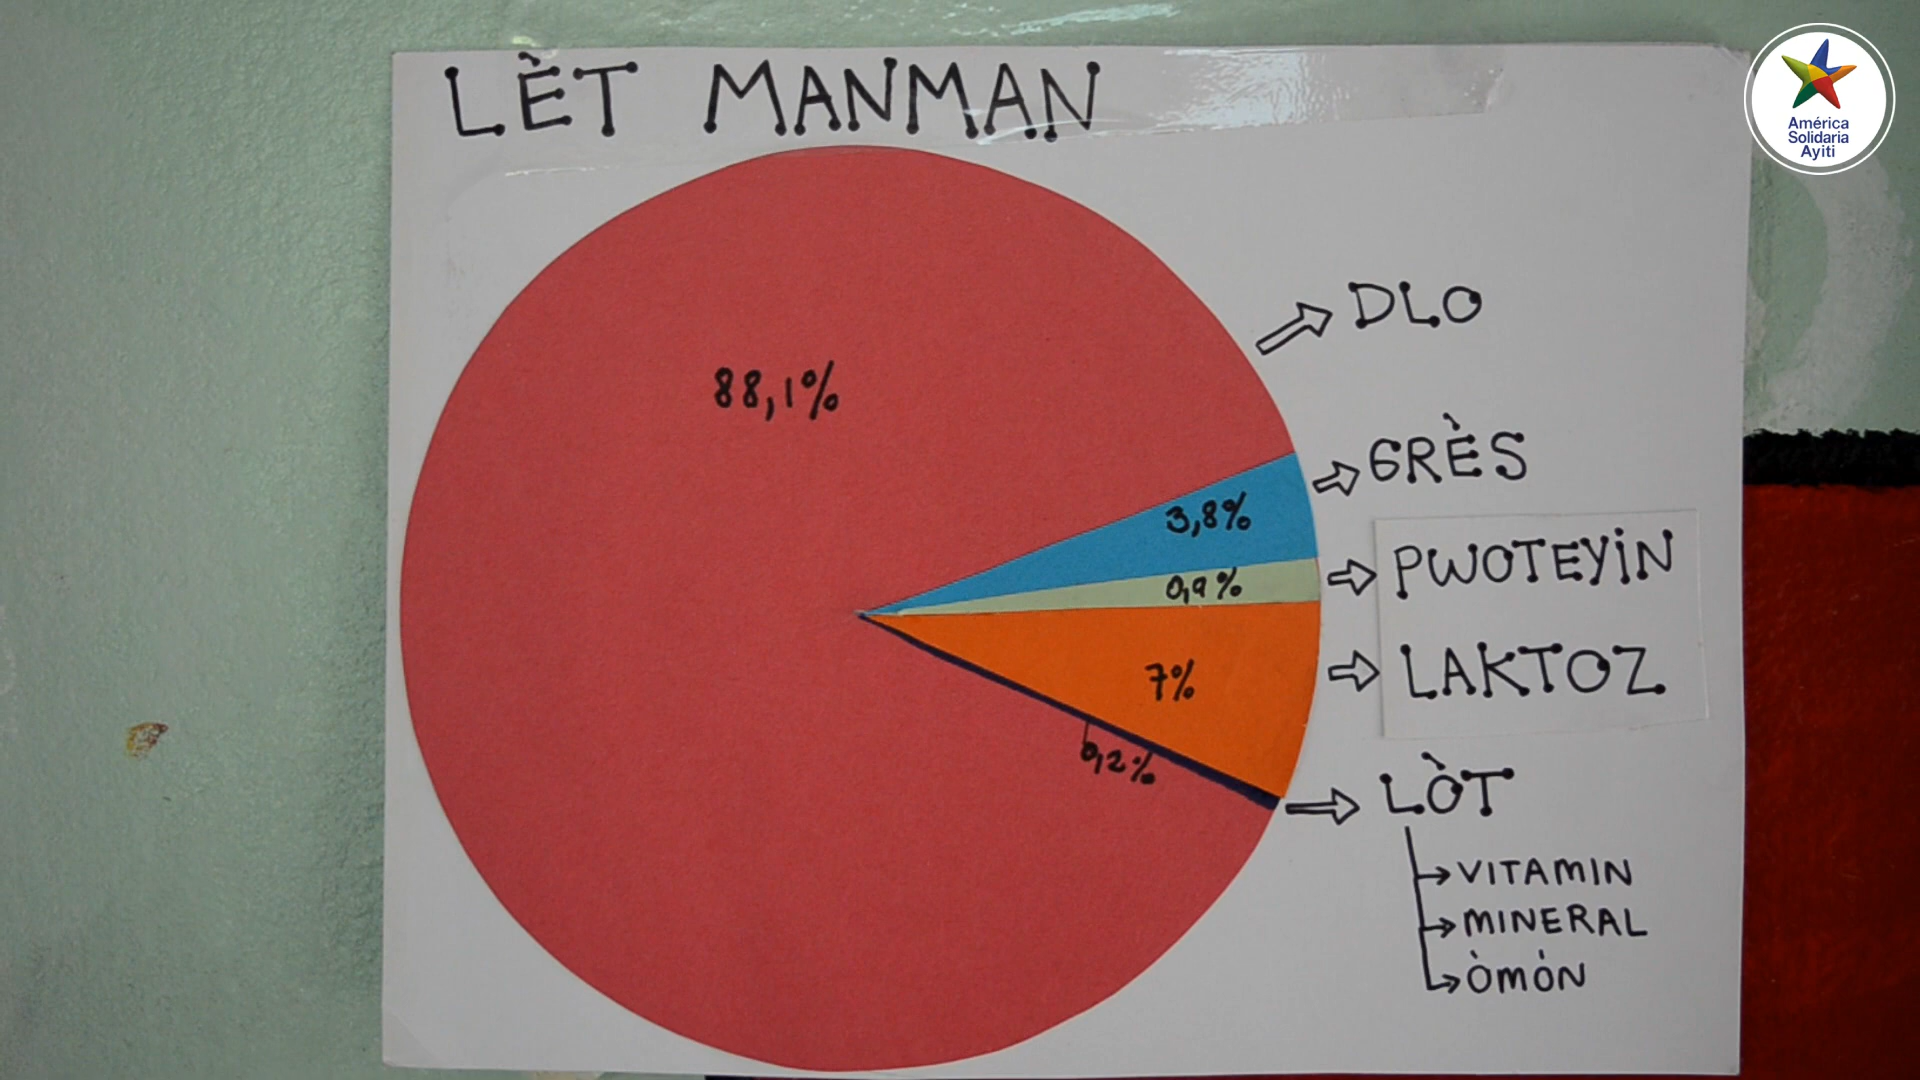 LÈT MANMAN
América
Solidaria
Ayiti
DLO
88,1%
GRÈS
3,8%
PWOTEYiN
0,9%
LAKTOZ
7%
0,2%
LÒT
VITAMIN
MINERAL
ÒMÒN